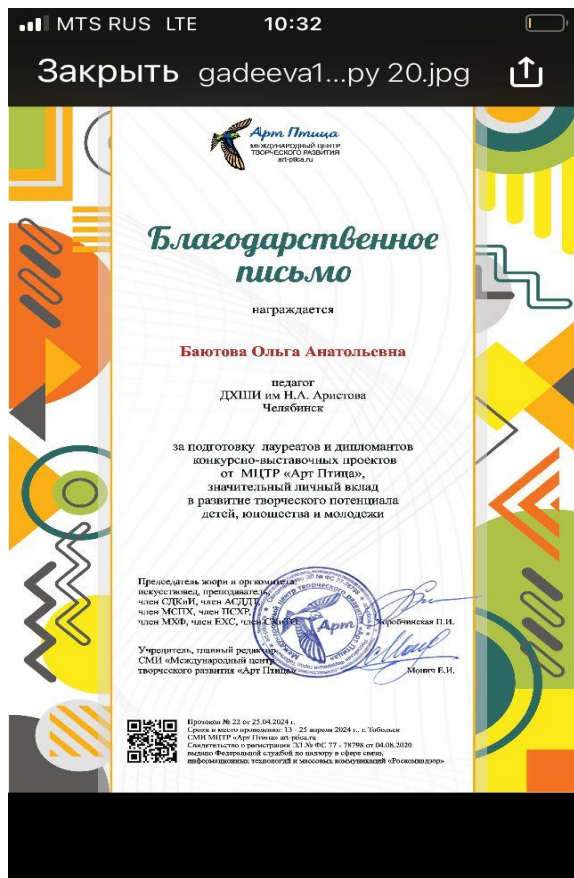 MTS RUS LTE 10:32
Закрыть gadeeva1...py 20.jpg
Арт Птица
МЕЖДУНАРОДНЫЙ ЦЕНТР
ТВОРЧЕСКОГО РАЗВИТИЯ
art-ptica.ru
Благодарственное
письмо
награждается
Баютова Ольга Анатольевна
педагог
ДХШИ им Н.А. Аристова
Челябинск
за подготовку лауреатов и дипломантов
конкурсно-выставочных проектов
от МЦТР «Арт Птица»,
значительный личный вклад
в развитие творческого потенциала
детей, юношества и молодежи
Председатель жюри и оргкомитета,
искусствовед, преподаватель,
член СДКиИ, член АСДДТ,
член МСПХ, член ПСХР,
член МХФ, член ЕХС, член
Коробчинская П.И.
Учредитель, главный редактор
СМИ «Международный центр
творческого развития «Арт Птица»
Монич Е.И.
Арт
Протокол № 22 от 25.04.2024 г.
Сроки и место проведения: 13 - 25 апреля 2024 г., г. Тобольск
СМИ МЦТР «Арт Птица» art-ptica.ru
Свидетельство о регистрации ЭЛ № ФС 77 - 78798 от 04.08.2020
выдано Федеральной службой по надзору в сфере связи,
информационных технологий и массовых коммуникаций «Роскомнадзор»